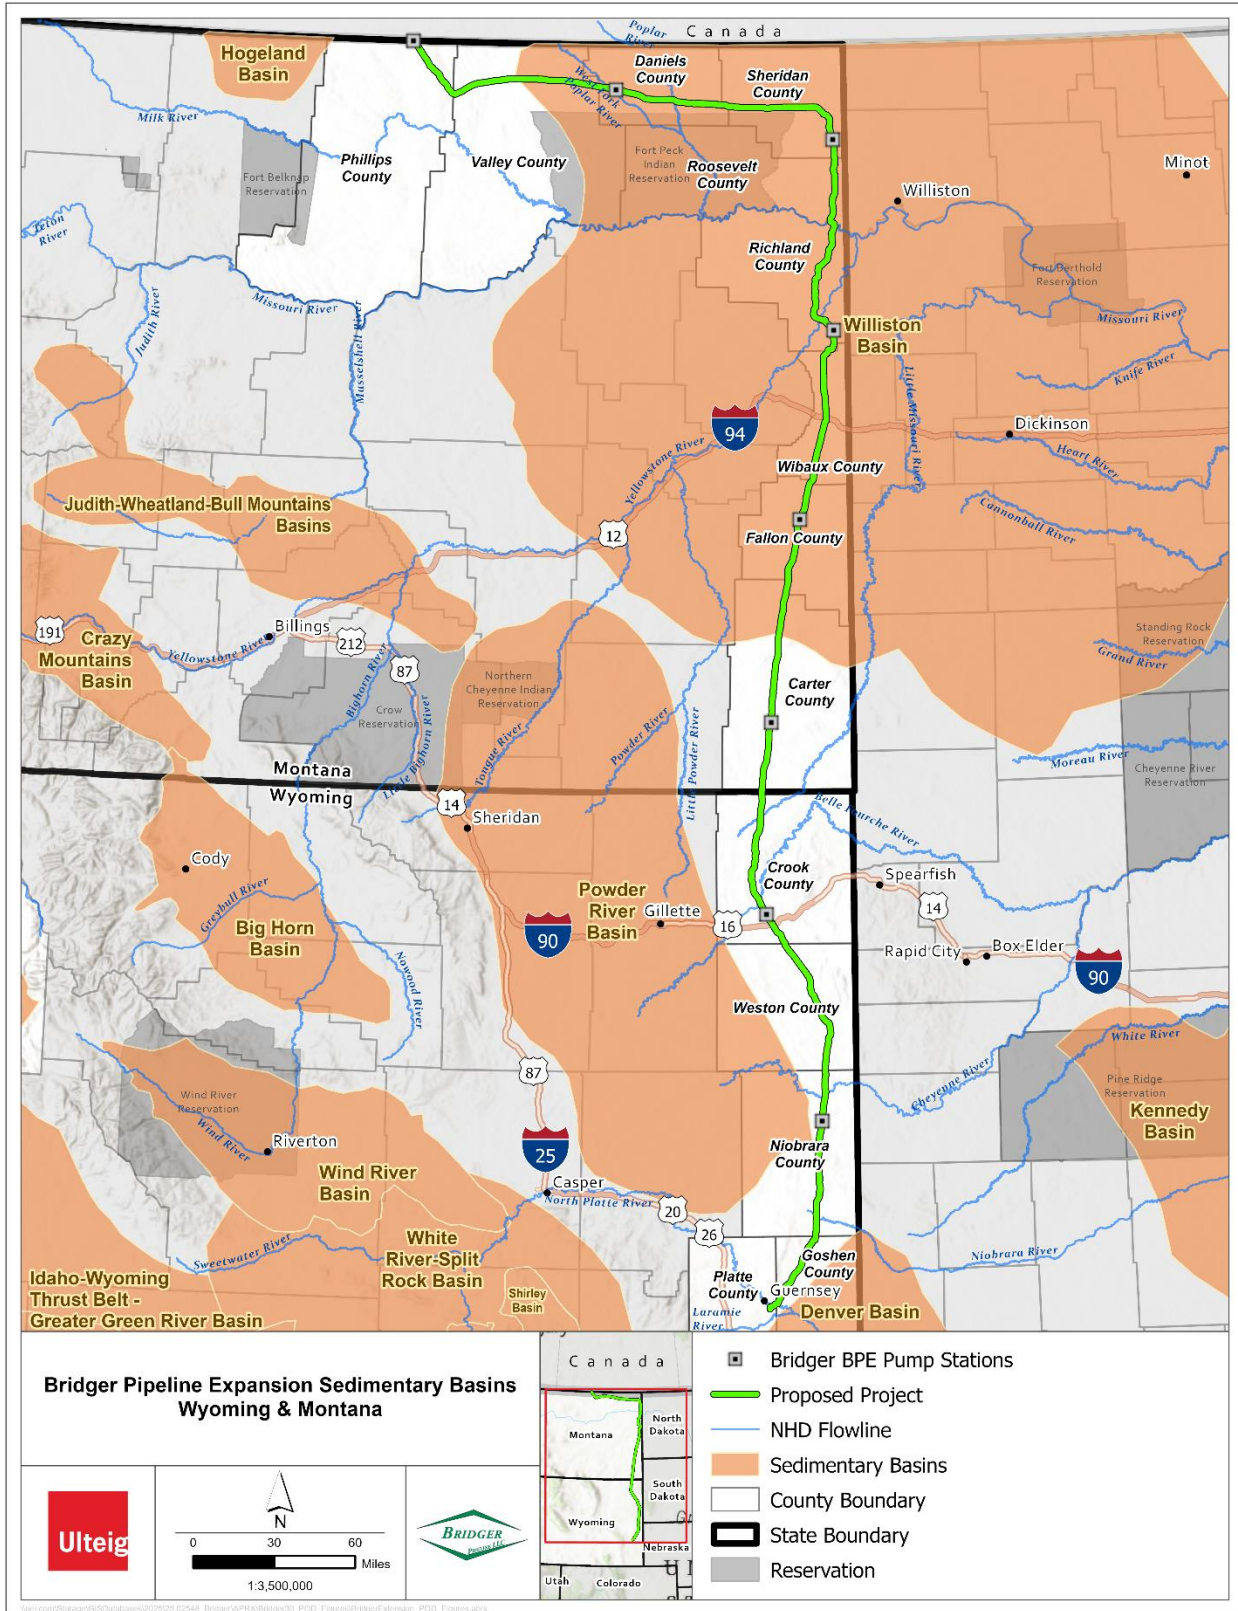 Canada
Poplar
River
Hogeland
Basin
Daniels
County
Sheridan
County
West Fork
Poplar River
Milk River
Phillips
County
Valley County
Fort Peck
Indian
Reservation
Roosevelt
County
Fort Belknap
Reservation
Minot
Williston
Teton
River
Judith River
Missouri River
Musselshell River
Richland
County
Fort Berthold
Reservation
Missouri River
Williston
Basin
Knife River
Little Missouri River
94
Dickinson
Heart River
Yellowstone River
Wibaux County
Judith-Wheatland-Bull Mountains
Basins
12
Fallon County
Cannonball River
191
Crazy
Mountains
Basin
Billings
Yellowstone River
212
87
Bighorn River
Crow
Reservation
Little Bighorn River
Northern
Cheyenne Indian
Reservation
Tongue River
Powder River
Little Powder River
Carter
County
Standing Rock
Reservation
Grand River
Moreau River
Cheyenne River
Reservation
Montana
Wyoming
14
Sheridan
Belle Fourche River
Cody
Greybull River
Big Horn
Basin
Nowood River
90
Powder
River
Basin
Gillette
16
Crook
County
Spearfish
14
Rapid City
Box Elder
90
Weston County
White River
87
Cheyenne River
Pine Ridge
Reservation
Kennedy
Basin
Wind River
Reservation
Wind River
Riverton
25
Niobrara
County
Wind River
Basin
Casper
North Platte River
20
26
Sweetwater River
White
River-Split
Rock Basin
Niobrara River
Idaho-Wyoming
Thrust Belt -
Greater Green River Basin
Shirley
Basin
Platte
County
Goshen
County
Guernsey
Laramie
River
Denver Basin
Bridger Pipeline Expansion Sedimentary Basins
Wyoming & Montana
Ulteig
N
0 30 60
Miles
1:3,500,000
BRIDGER
PIPELINE LLC
Canada
Montana
North
Dakota
South
Dakota
Wyoming
Nebraska
Utah
Colorado
Bridger BPE Pump Stations
Proposed Project
NHD Flowline
Sedimentary Basins
County Boundary
State Boundary
Reservation